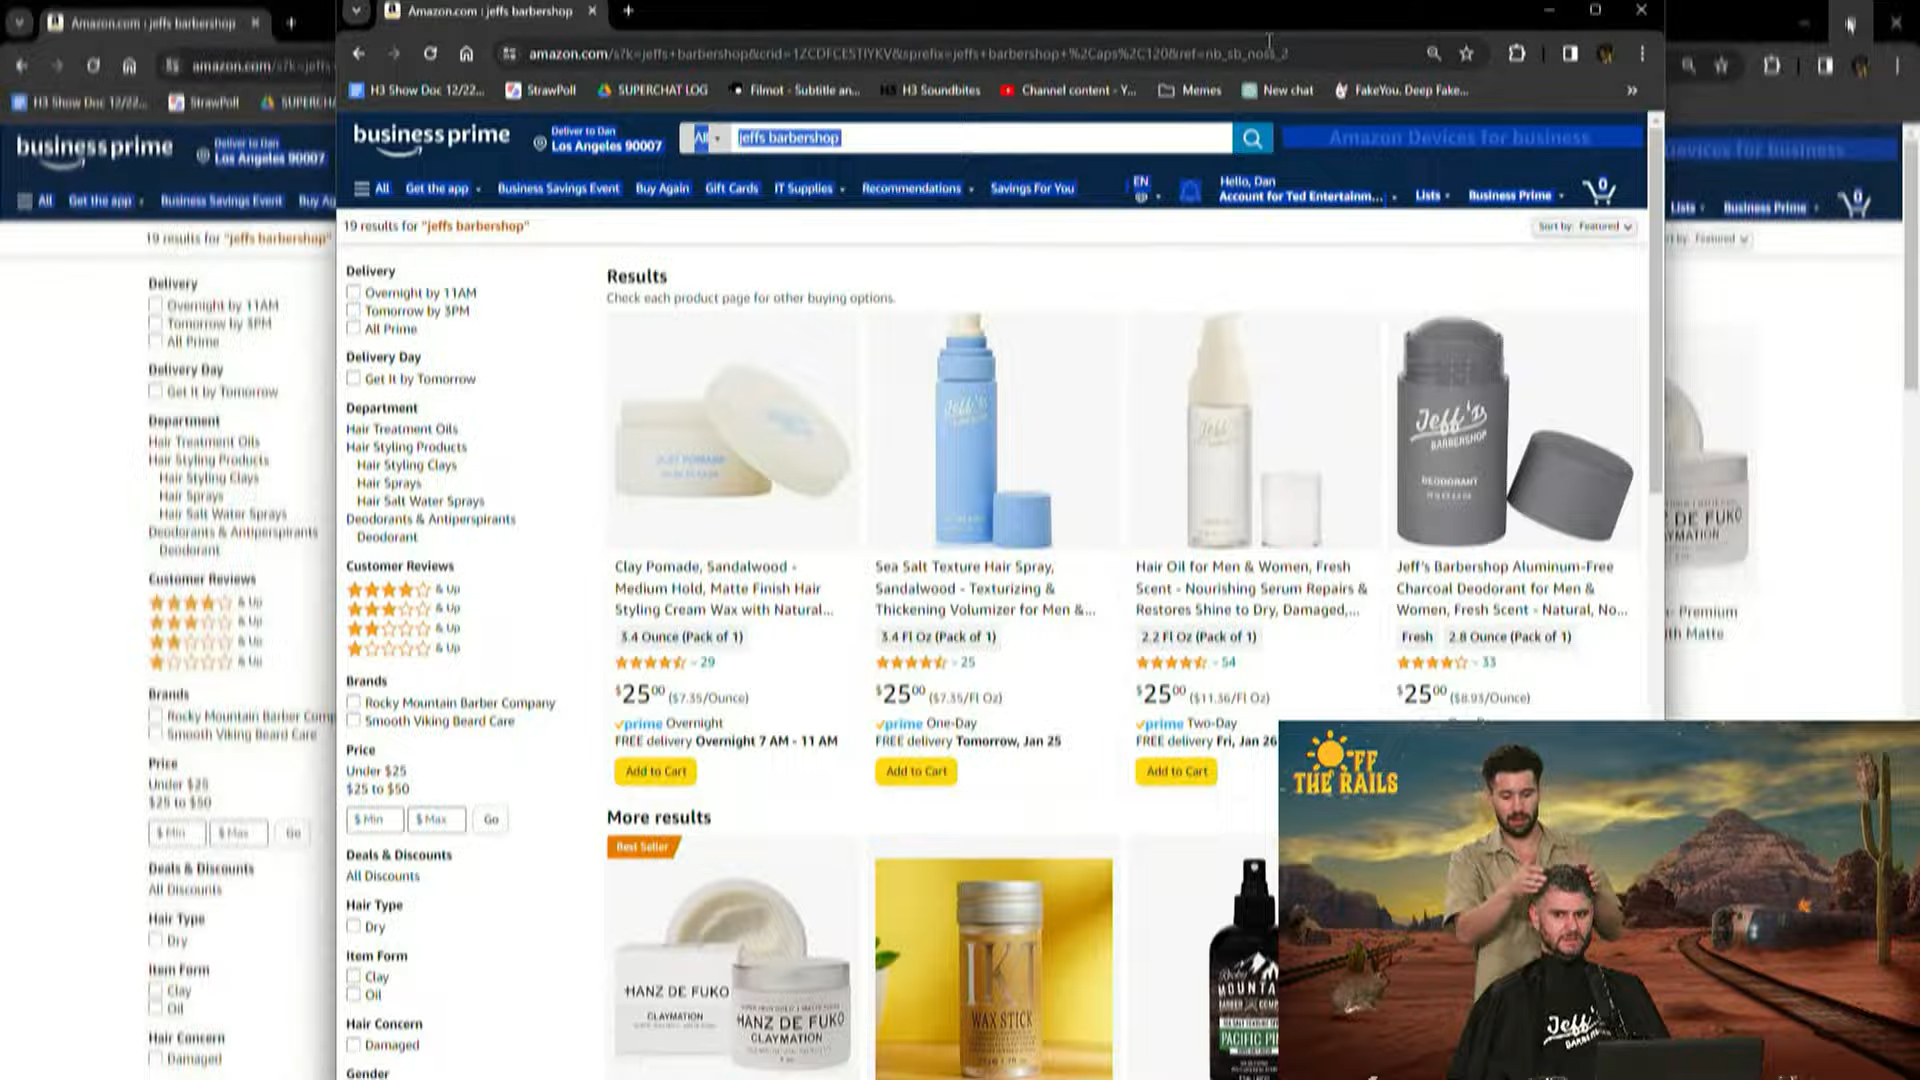 Amazon.com : jeffs barbershop
Amazon.com : jeffs barbershop
amazon.com/s?k=jeffs
amazon.com/s?k=jeffs+barbershop&crid=1ZCDFCESTIYKV&sprefix=jeffs+barbershop+%2Caps%2C120&ref=nb_sb_noss_2
H3 Show Doc 12/22...
StrawPoll
H3 Show Doc 12/22...
StrawPoll
SUPERCHAT LOG
Filmot - Subtitle an...
H3 Soundbites
Channel content - Y...
Memes
New chat
FakeYou. Deep Fake...
»
business prime
Deliver to Dan
Los Angeles 90007
business prime
Deliver to Dan
Los Angeles 90007
All
jeffs barbershop
Amazon Devices for business
All Get the app Business Savings Event
All Get the app Business Savings Event Buy Again Gift Cards IT Supplies Recommendations Savings For You
EN
Hello, Dan
Account for Ted Entertainm...
Lists
Business Prime
0
Lists
Business Prime
0
19 results for "jeffs barbershop"
19 results for "jeffs barbershop"
Sort by: Featured
Featured
Delivery
Overnight by 11AM
Tomorrow by 3PM
All Prime
Delivery Day
Get It by Tomorrow
Department
Hair Treatment Oils
Hair Styling Products
Hair Styling Clays
Hair Sprays
Hair Salt Water Sprays
Deodorants & Antiperspirants
Deodorant
Customer Reviews
& Up
& Up
& Up
& Up
Brands
Rocky Mountain Barber Comp
Smooth Viking Beard Care
Price
Under $25
$25 to $50
$ Min
$ Max
Go
Deals & Discounts
All Discounts
Hair Type
Dry
Item Form
Clay
Oil
Hair Concern
Damaged
Delivery
Overnight by 11AM
Tomorrow by 3PM
All Prime
Delivery Day
Get It by Tomorrow
Department
Hair Treatment Oils
Hair Styling Products
Hair Styling Clays
Hair Sprays
Hair Salt Water Sprays
Deodorants & Antiperspirants
Deodorant
Customer Reviews
& Up
& Up
& Up
& Up
Brands
Rocky Mountain Barber Company
Smooth Viking Beard Care
Price
Under $25
$25 to $50
$ Min
$ Max
Go
Deals & Discounts
All Discounts
Hair Type
Dry
Item Form
Clay
Oil
Hair Concern
Damaged
Gender
Results
Check each product page for other buying options.
CLAY POMADE
Jeff's
Jeff's
Jeff's
BARBERSHOP
DEODORANT
Clay Pomade, Sandalwood -
Medium Hold, Matte Finish Hair
Styling Cream Wax with Natural...
3.4 Ounce (Pack of 1)
29
$2500 ($7.35/Ounce)
prime Overnight
FREE delivery Overnight 7 AM - 11 AM
Add to Cart
Sea Salt Texture Hair Spray,
Sandalwood - Texturizing &
Thickening Volumizer for Men &...
3.4 Fl Oz (Pack of 1)
25
$2500 ($7.35/Fl Oz)
prime One-Day
FREE delivery Tomorrow, Jan 25
Add to Cart
Hair Oil for Men & Women, Fresh
Scent - Nourishing Serum Repairs &
Restores Shine to Dry, Damaged,...
2.2 Fl Oz (Pack of 1)
54
$2500 ($11.36/Fl Oz)
prime Two-Day
FREE delivery Fri, Jan 26
Add to Cart
Jeff's Barbershop Aluminum-Free
Charcoal Deodorant for Men &
Women, Fresh Scent - Natural, No...
Fresh
2.8 Ounce (Pack of 1)
33
$2500 ($8.93/Ounce)
More results
Best Seller
HANZ DE FUKO
CLAYMATION
HANZ DE FUKO
CLAYMATION
WAX STICK
MOUNTA
PACIFIC PI
DE FUKO
- Premium
th Matte
OFF
THE RAILS
Jeff's